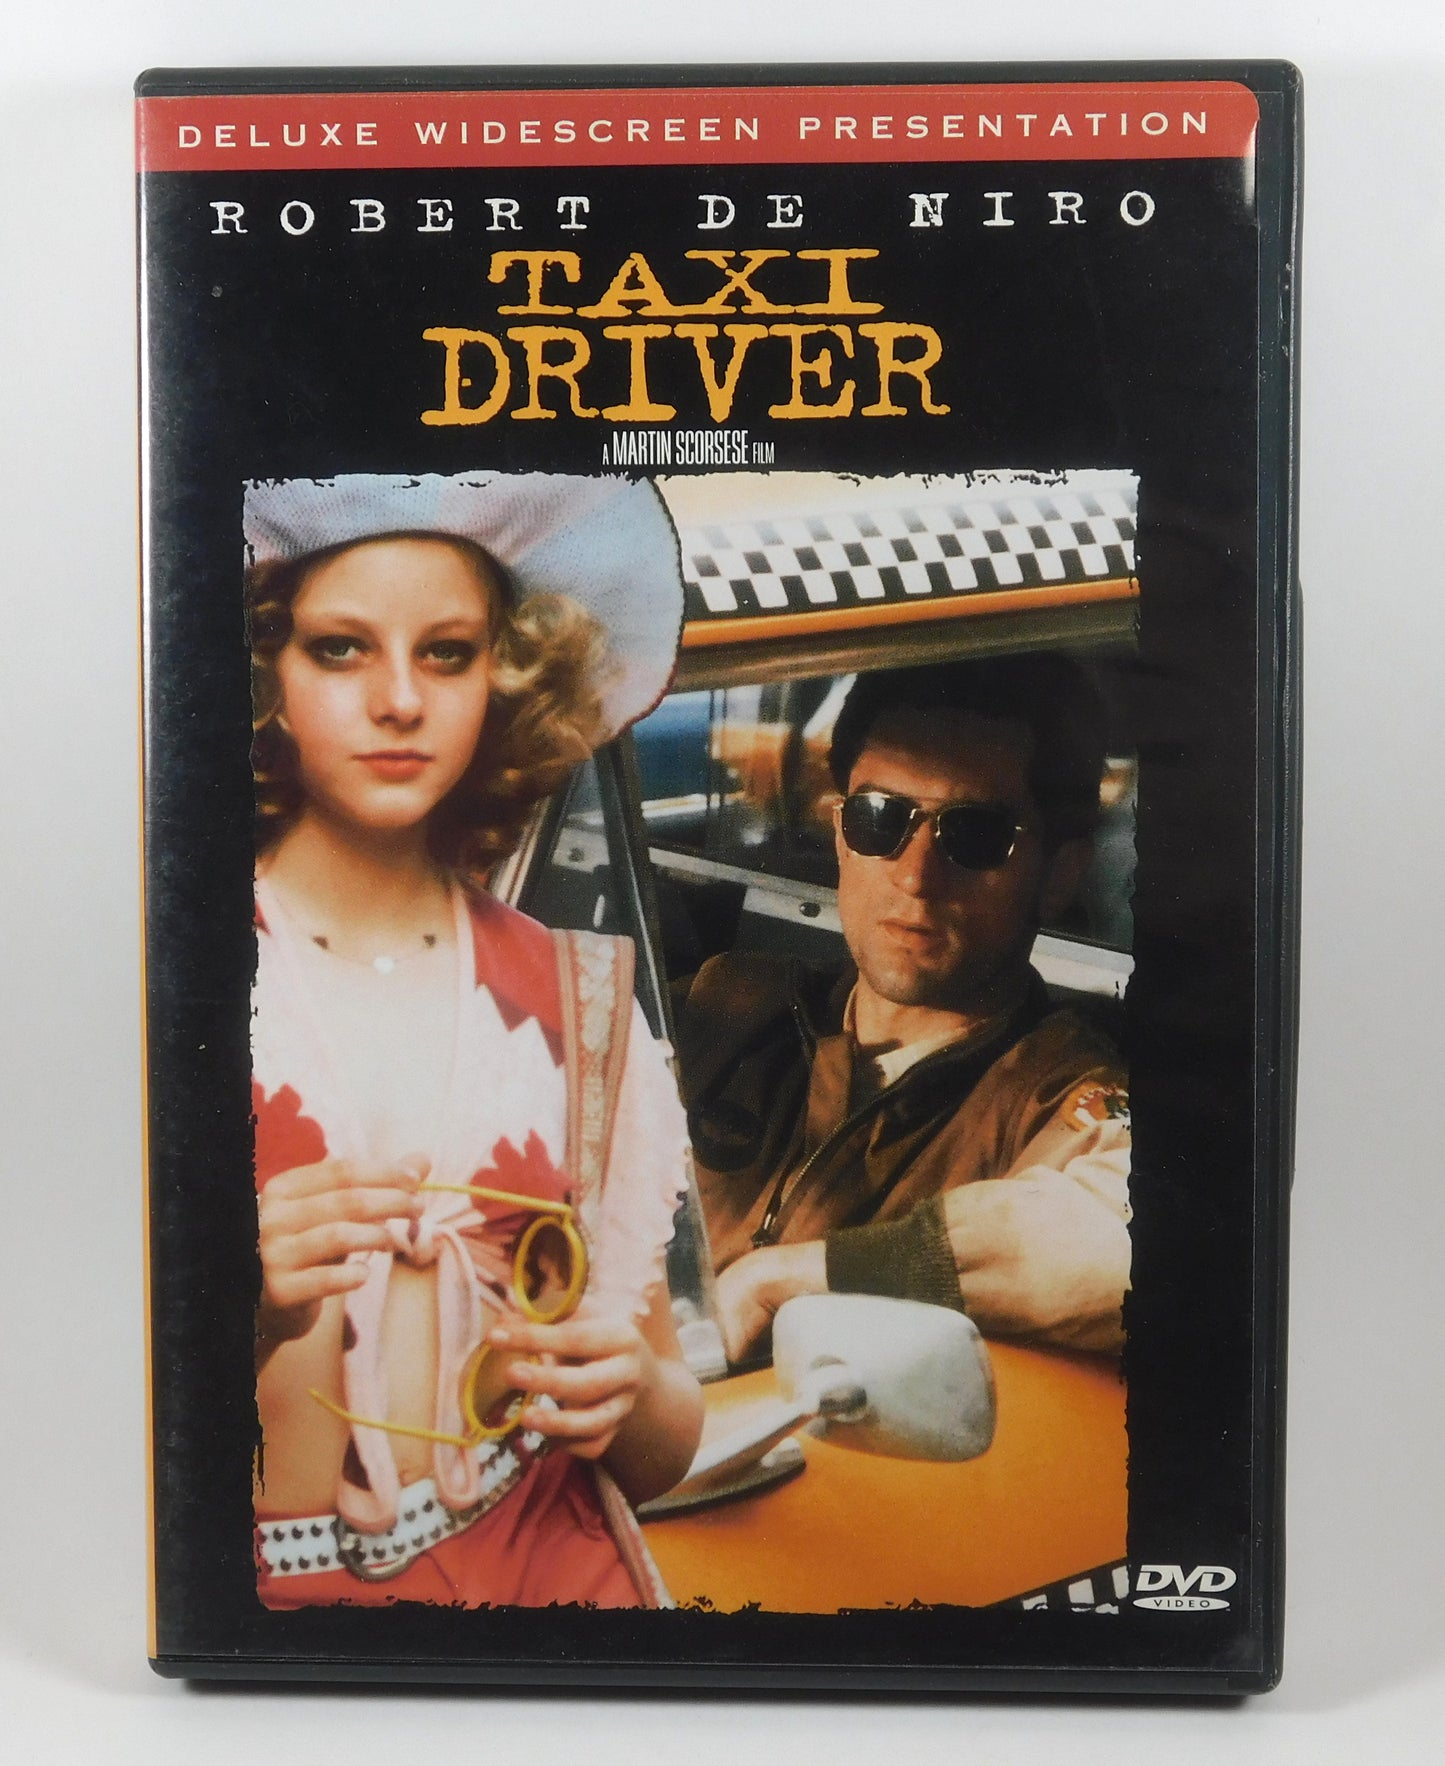 DELUXE WIDESCREEN PRESENTATION
ROBERT DE NIRO
TAXI
DRIVER
A MARTIN SCORSESE FILM
DVD
VIDEO